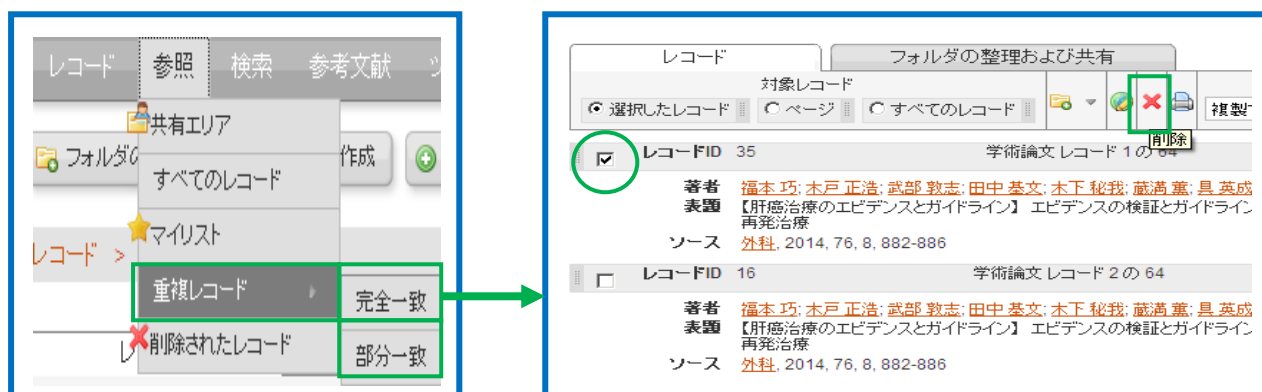 レコード 参照 検索 参考文献 ツ
共有エリア
フォルダの 作成
すべてのレコード
マイリスト
レコード >
重複レコード
完全一致
レ 削除されたレコード
部分一致
レコード フォルダの整理および共有
対象レコード
選択したレコード ページ すべてのレコード 複製
削除
レコードID 35 学術論文 レコード 1 の 64
著者 福本 巧; 木戸 正浩; 武部 敦志; 田中 基文; 木下 秘我; 蔵満 薫; 具 英成
表題 【肝癌治療のエビデンスとガイドライン】 エビデンスの検証とガイドライン
再発治療
ソース 外科, 2014, 76, 8, 882-886
レコードID 16 学術論文 レコード 2 の 64
著者 福本 巧; 木戸 正浩; 武部 敦志; 田中 基文; 木下 秘我; 蔵満 薫; 具 英成
表題 【肝癌治療のエビデンスとガイドライン】 エビデンスの検証とガイドライン
再発治療
ソース 外科, 2014, 76, 8, 882-886